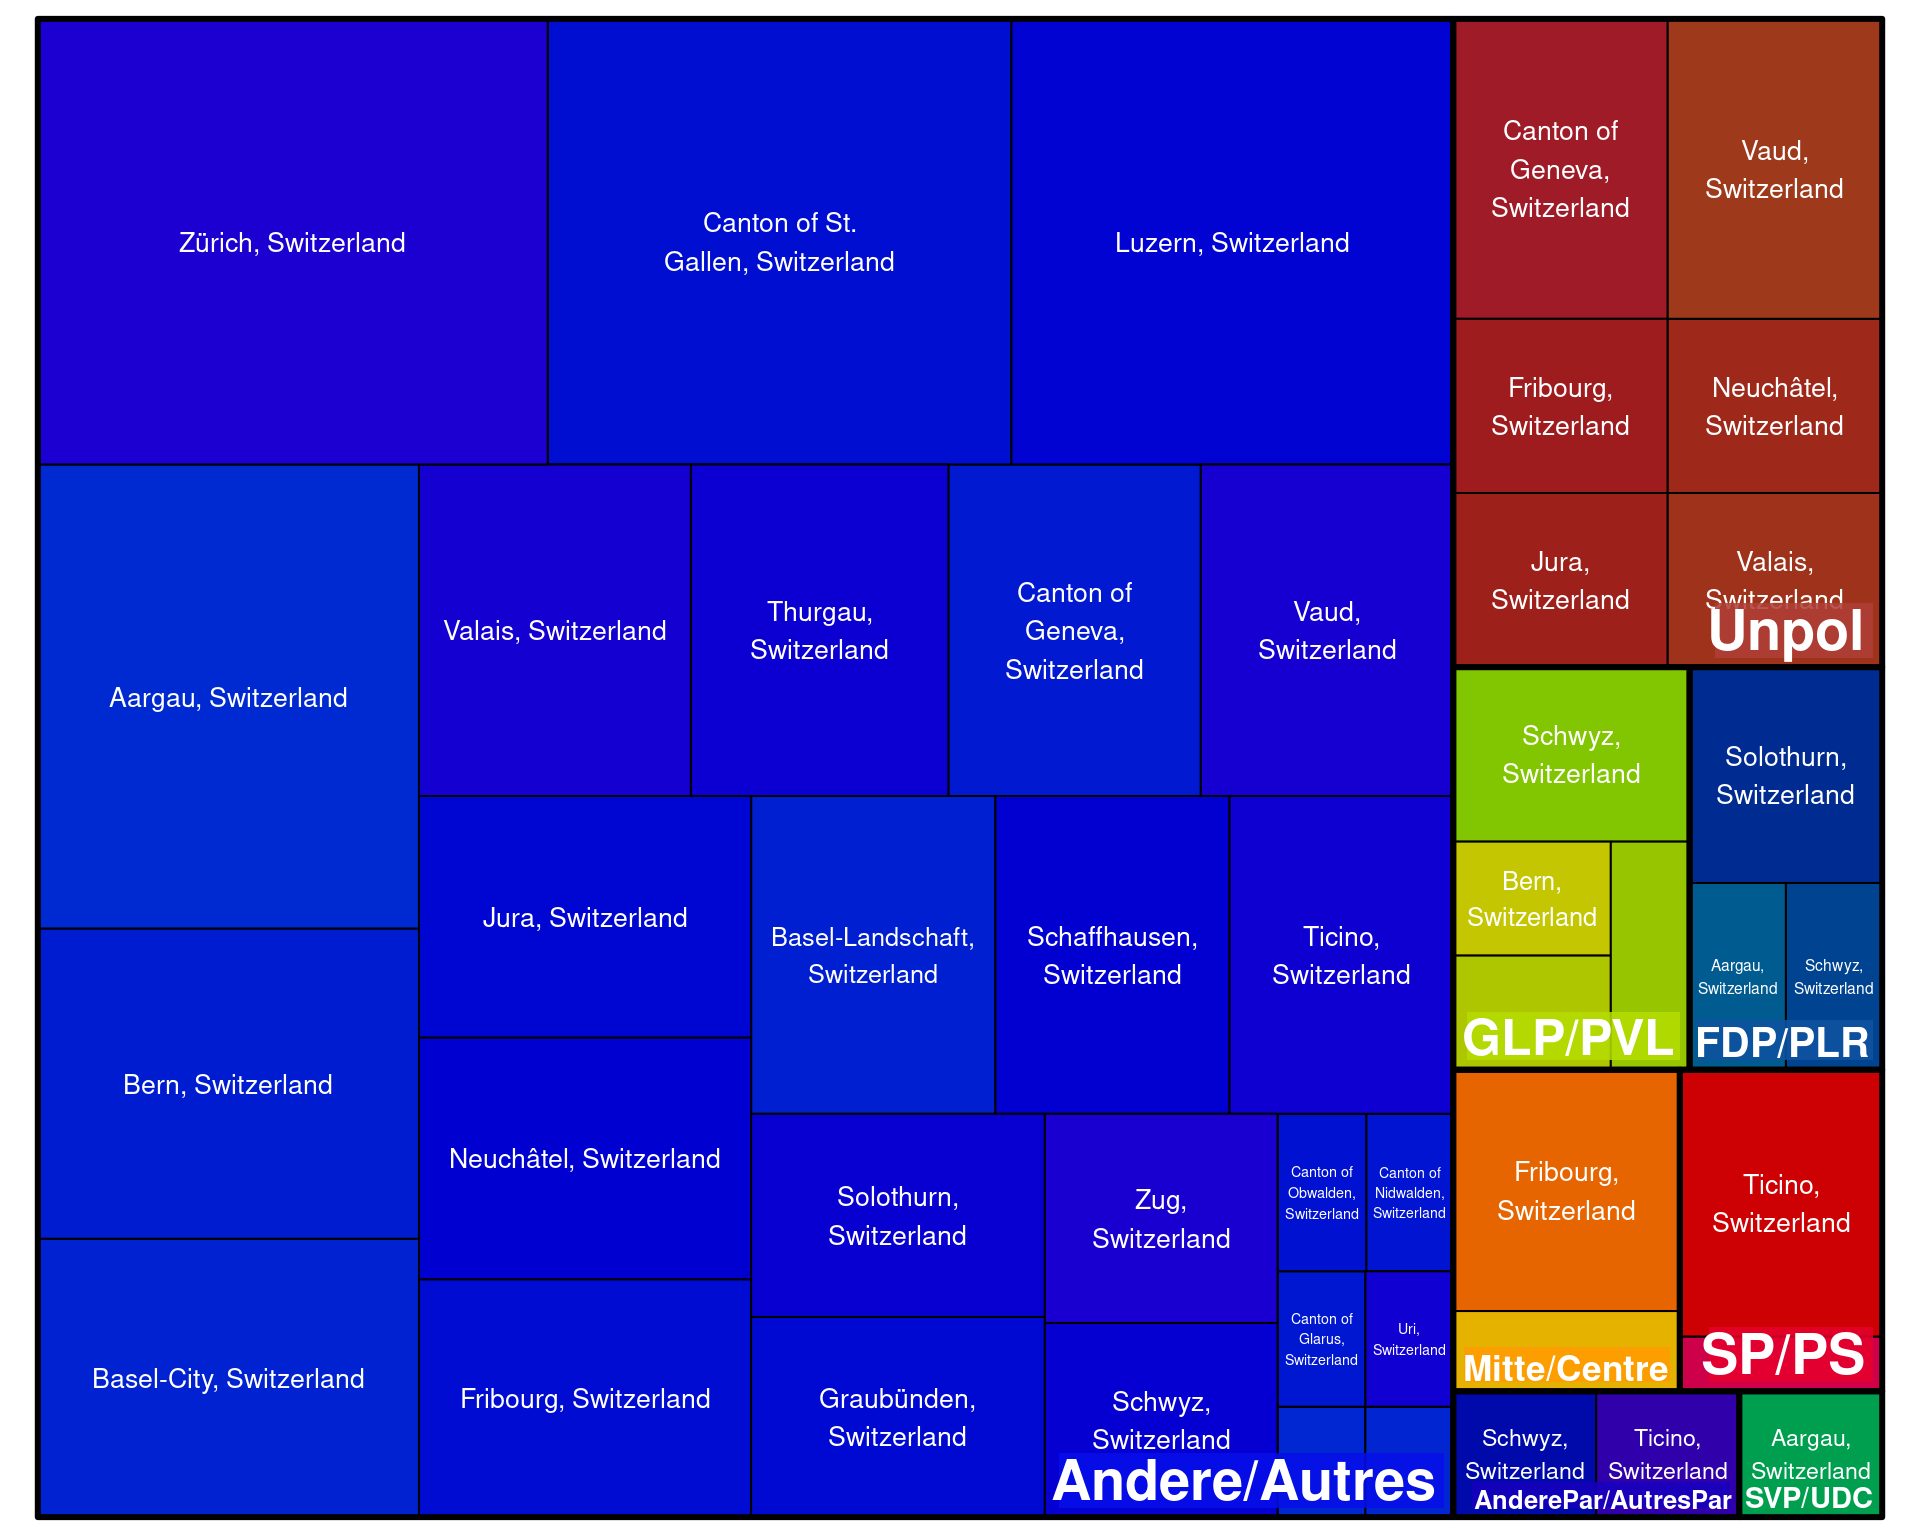 Zürich, Switzerland
Canton of St.
Gallen, Switzerland
Luzern, Switzerland
Aargau, Switzerland
Valais, Switzerland
Thurgau,
Switzerland
Canton of
Geneva,
Switzerland
Vaud,
Switzerland
Bern, Switzerland
Basel-City, Switzerland
Jura, Switzerland
Neuchâtel, Switzerland
Fribourg, Switzerland
Basel-Landschaft,
Switzerland
Schaffhausen,
Switzerland
Ticino,
Switzerland
Solothurn,
Switzerland
Graubünden,
Switzerland
Zug,
Switzerland
Schwyz,
Switzerland
Canton of
Obwalden,
Switzerland
Canton of
Nidwalden,
Switzerland
Canton of
Glarus,
Switzerland
Uri,
Switzerland
Andere/Autres
Canton of
Geneva,
Switzerland
Vaud,
Switzerland
Fribourg,
Switzerland
Neuchâtel,
Switzerland
Jura,
Switzerland
Valais,
Switzerland
Unpol
Schwyz,
Switzerland
Bern,
Switzerland
GLP/PVL
Solothurn,
Switzerland
Aargau,
Switzerland
Schwyz,
Switzerland
FDP/PLR
Fribourg,
Switzerland
Mitte/Centre
Ticino,
Switzerland
SP/PS
Schwyz,
Switzerland
Ticino,
Switzerland
AnderePar/AutresPar
Aargau,
Switzerland
SVP/UDC